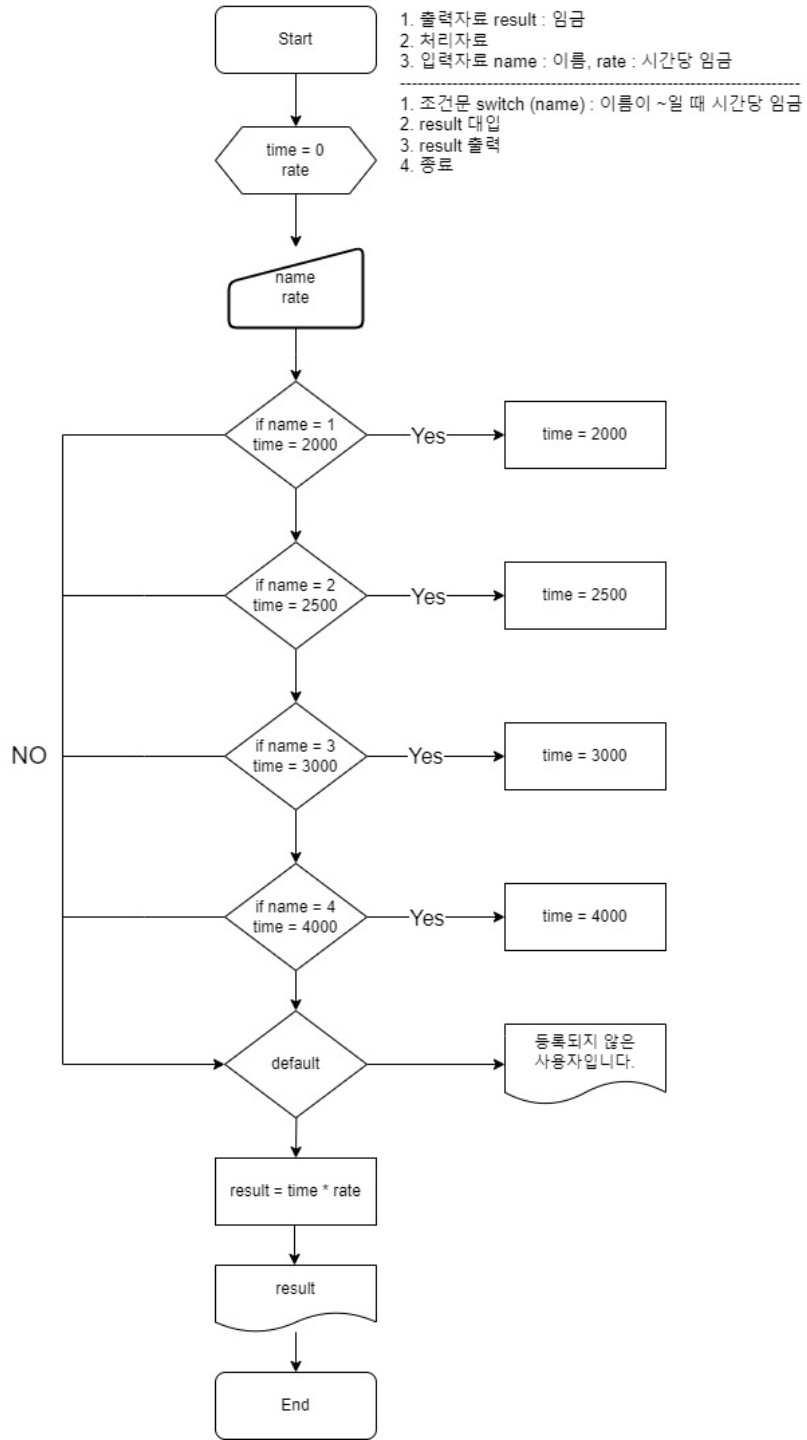 Start
1. 출력자료 result : 임금
2. 처리자료
3. 입력자료 name : 이름, rate : 시간당 임금
--------------------------------------------------------------------------------
1. 조건문 switch (name) : 이름이 ~일 때 시간당 임금
2. result 대입
3. result 출력
4. 종료
time = 0
rate
name
rate
if name = 1
time = 2000
Yes
time = 2000
if name = 2
time = 2500
Yes
time = 2500
NO
if name = 3
time = 3000
Yes
time = 3000
if name = 4
time = 4000
Yes
time = 4000
default
등록되지 않은
사용자입니다.
result = time * rate
result
End